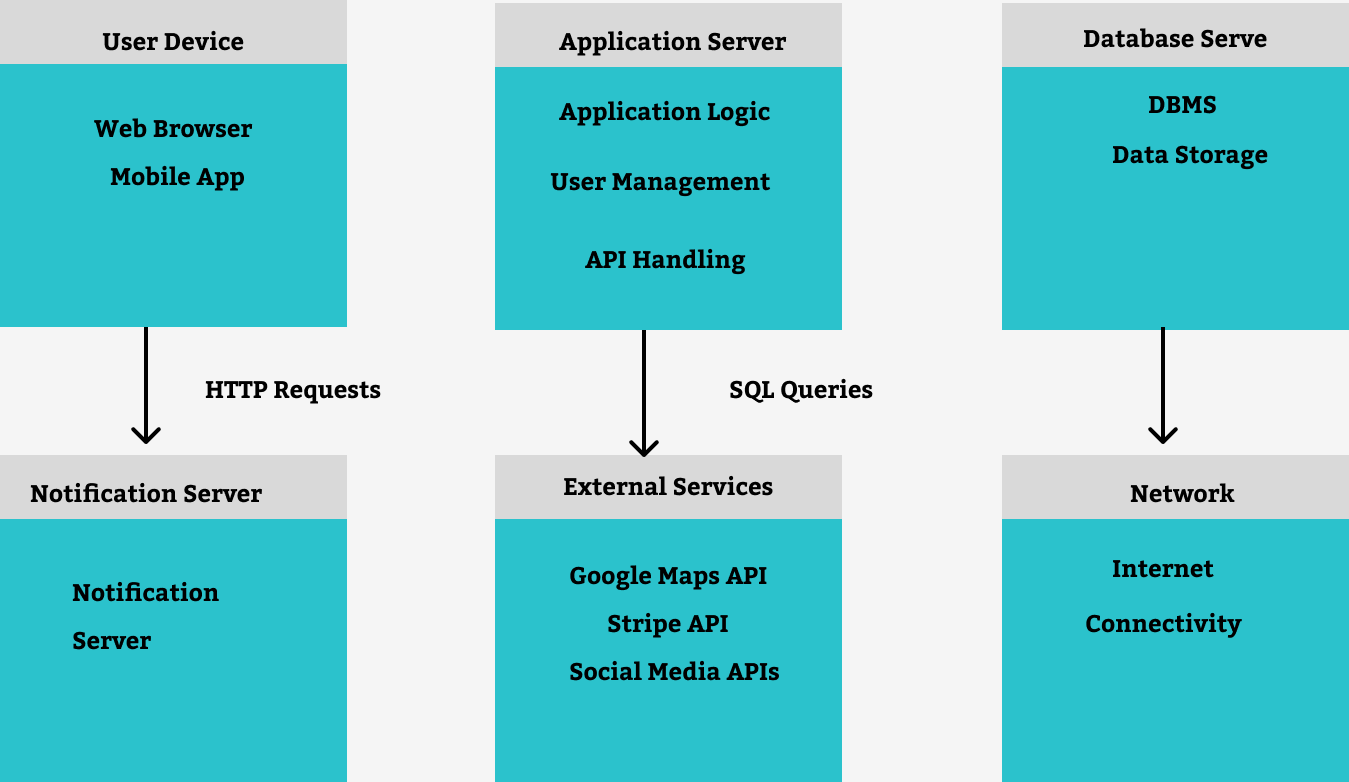 User Device
Web Browser
Mobile App
Application Server
Application Logic
User Management
API Handling
Database Serve
DBMS
Data Storage
HTTP Requests
SQL Queries
Notification Server
Notification
Server
External Services
Google Maps API
Stripe API
Social Media APIs
Network
Internet
Connectivity